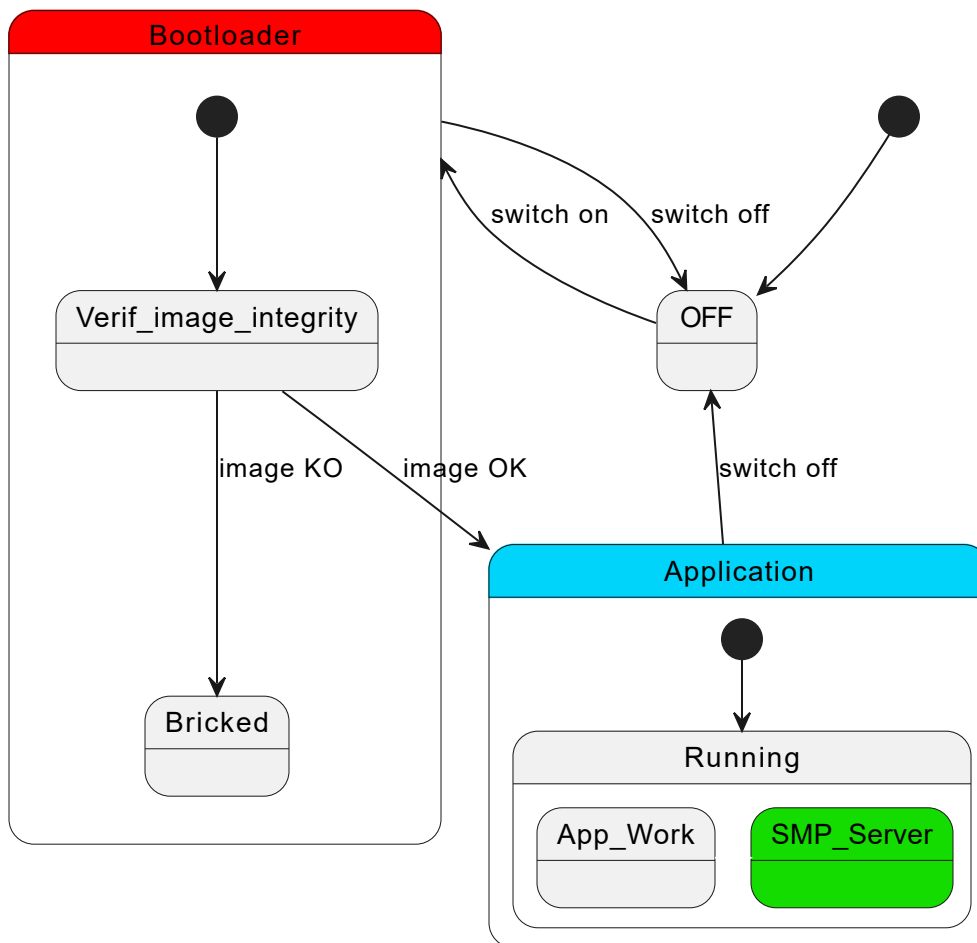 Bootloader
switch on
switch off
Verif_image_integrity
OFF
image KO
image OK
switch off
Application
Bricked
Running
App_Work
SMP_Server